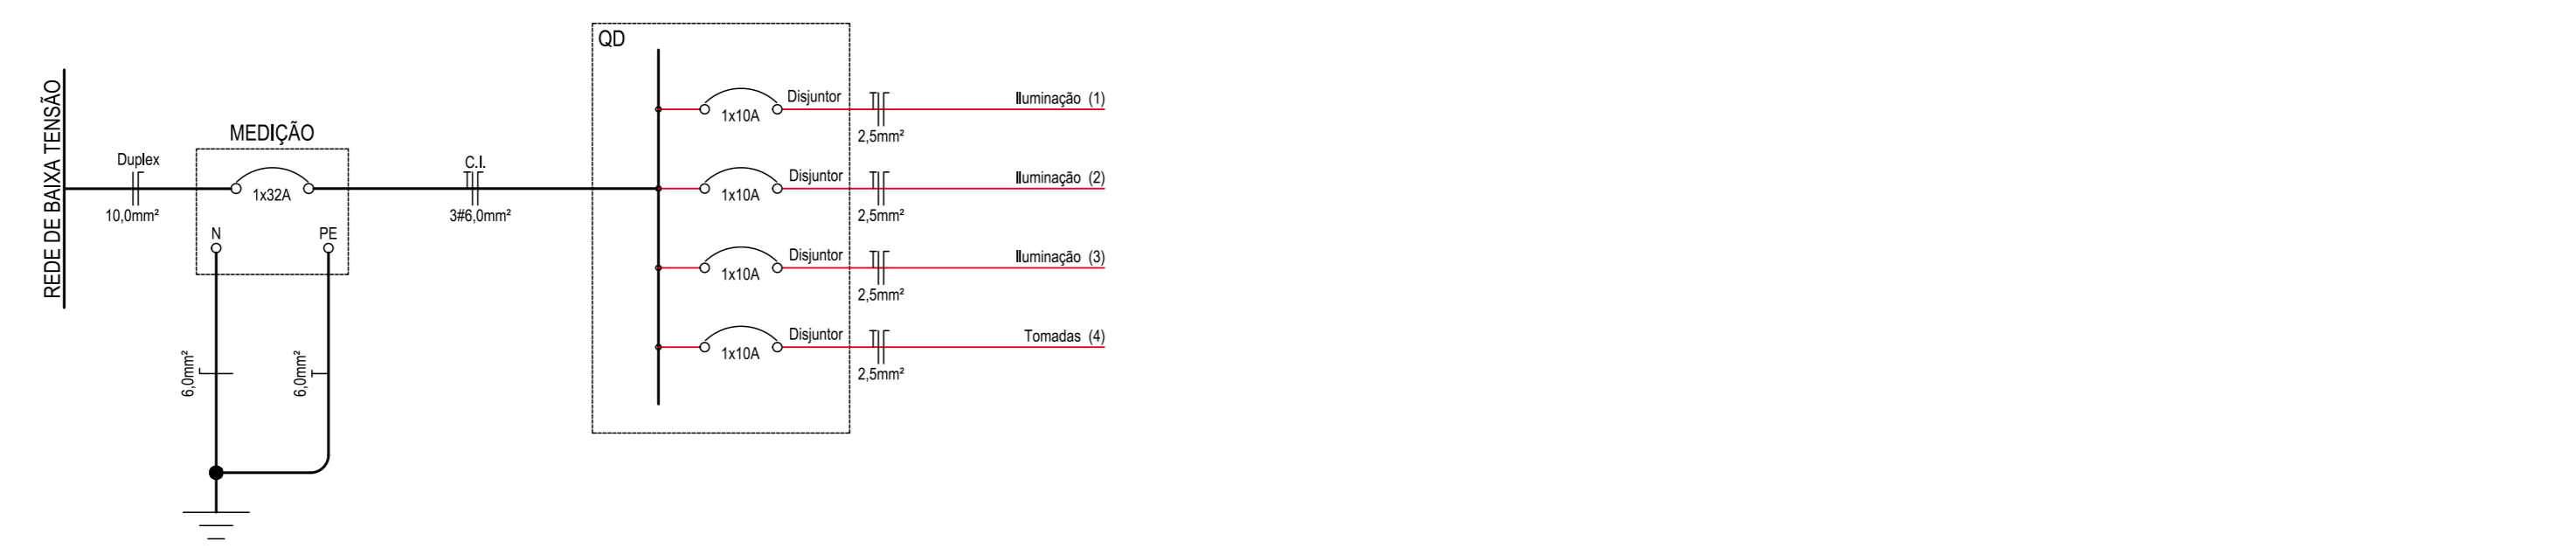 REDE DE BAIXA TENSÃO
Duplex
10,0mm²
MEDIÇÃO
1x32A
N
PE
6,0mm²
6,0mm²
C.I.
3#6,0mm²
QD
Disjuntor
1x10A
2,5mm²
Iluminação (1)
Disjuntor
1x10A
2,5mm²
Iluminação (2)
Disjuntor
1x10A
2,5mm²
Iluminação (3)
Disjuntor
1x10A
2,5mm²
Tomadas (4)